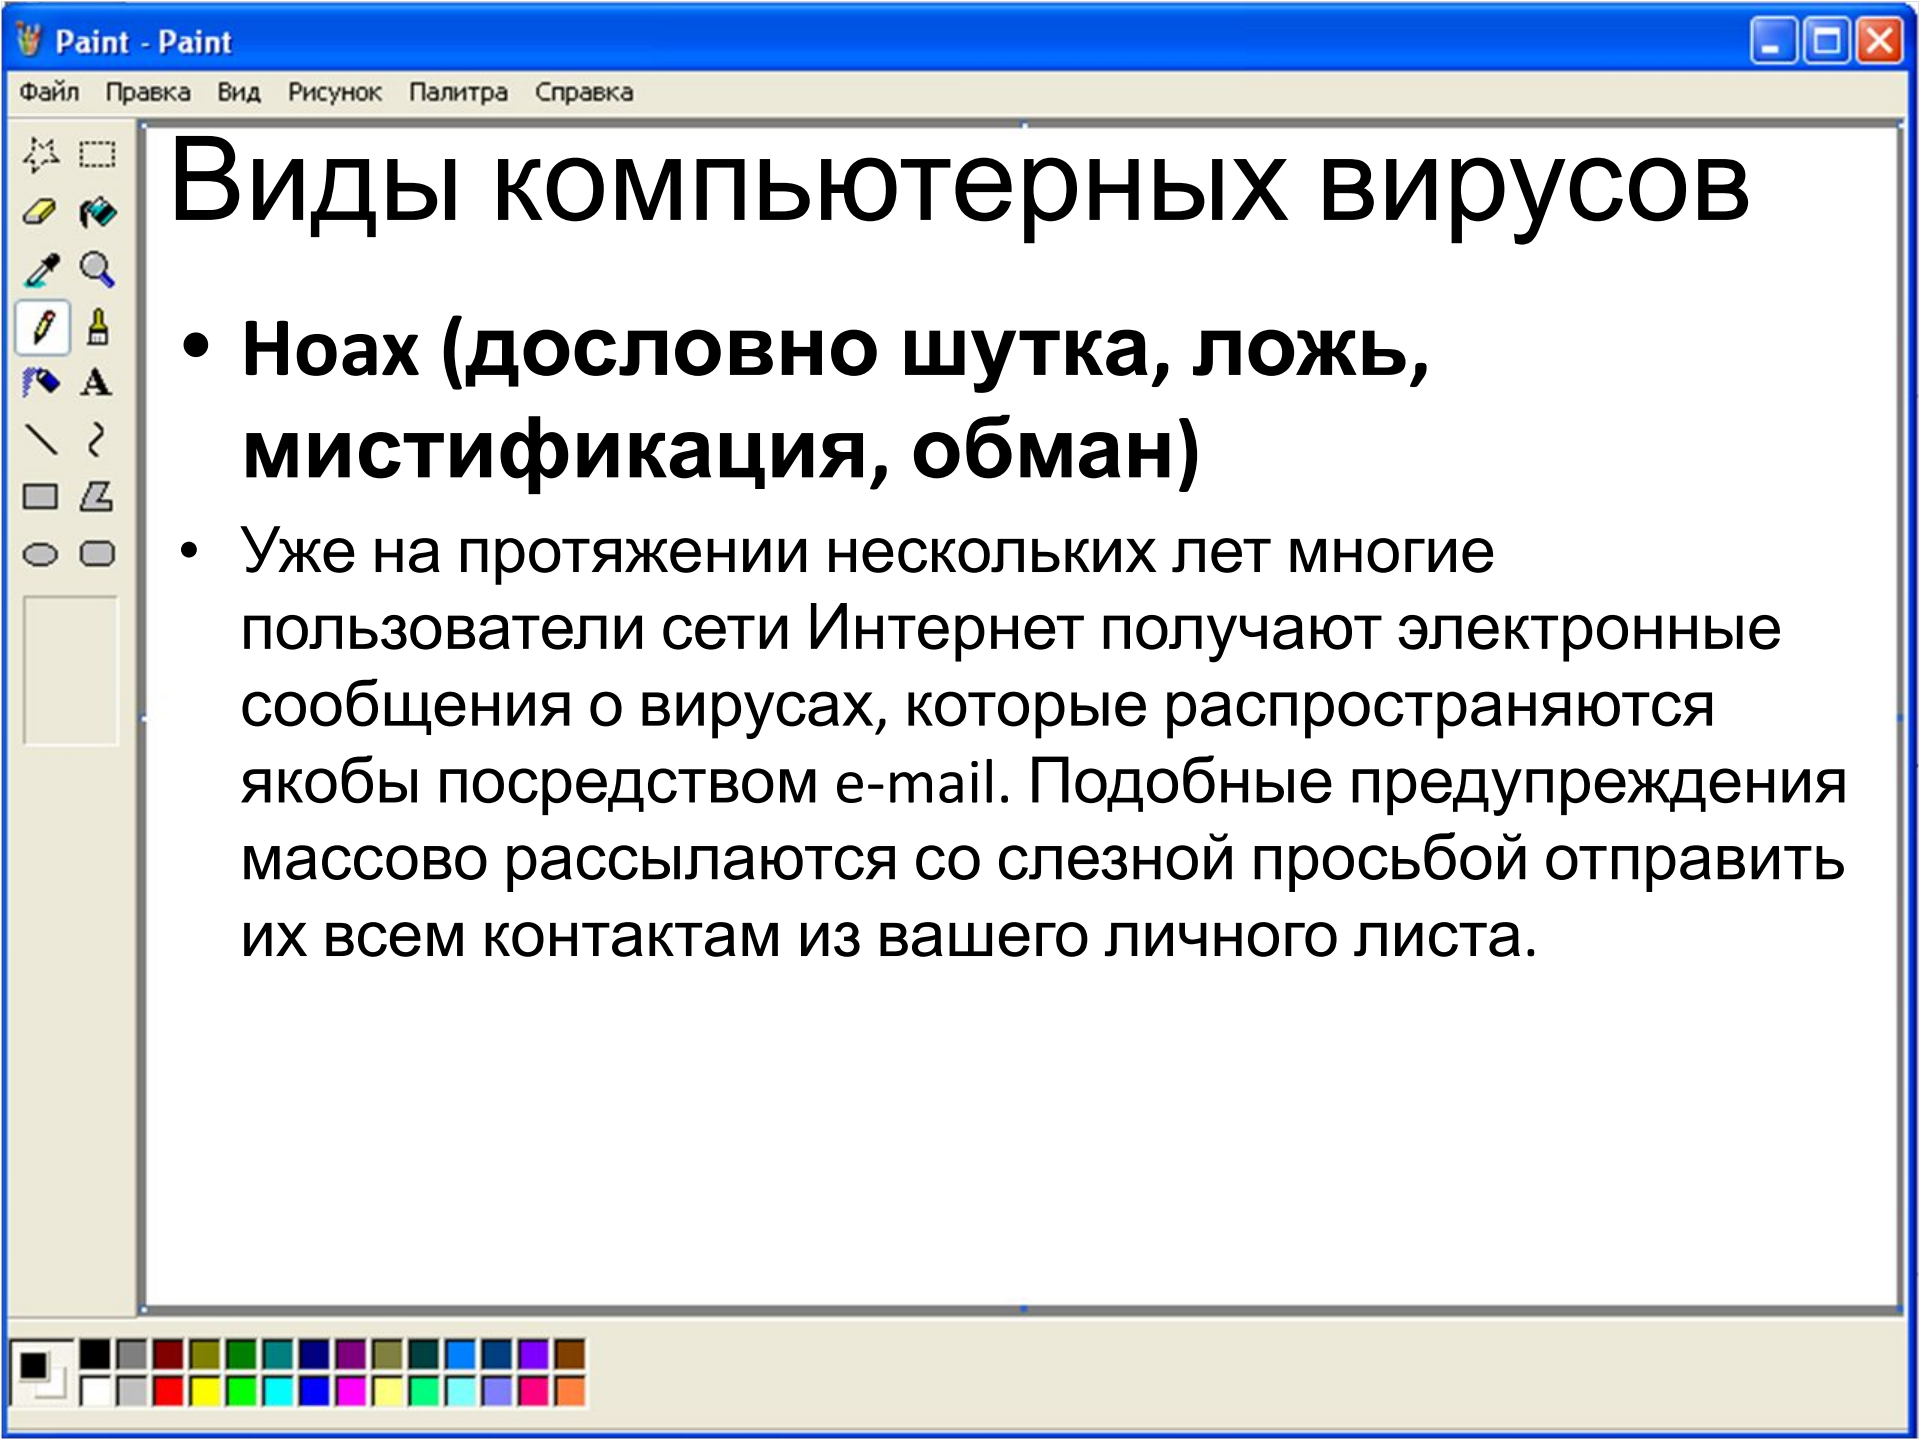 Paint - Paint
Файл Правка Вид Рисунок Палитра Справка
Виды компьютерных вирусов
• Hoax (дословно шутка, ложь,
мистификация, обман)
• Уже на протяжении нескольких лет многие
пользователи сети Интернет получают электронные
сообщения о вирусах, которые распространяются
якобы посредством e-mail. Подобные предупреждения
массово рассылаются со слезной просьбой отправить
их всем контактам из вашего личного листа.